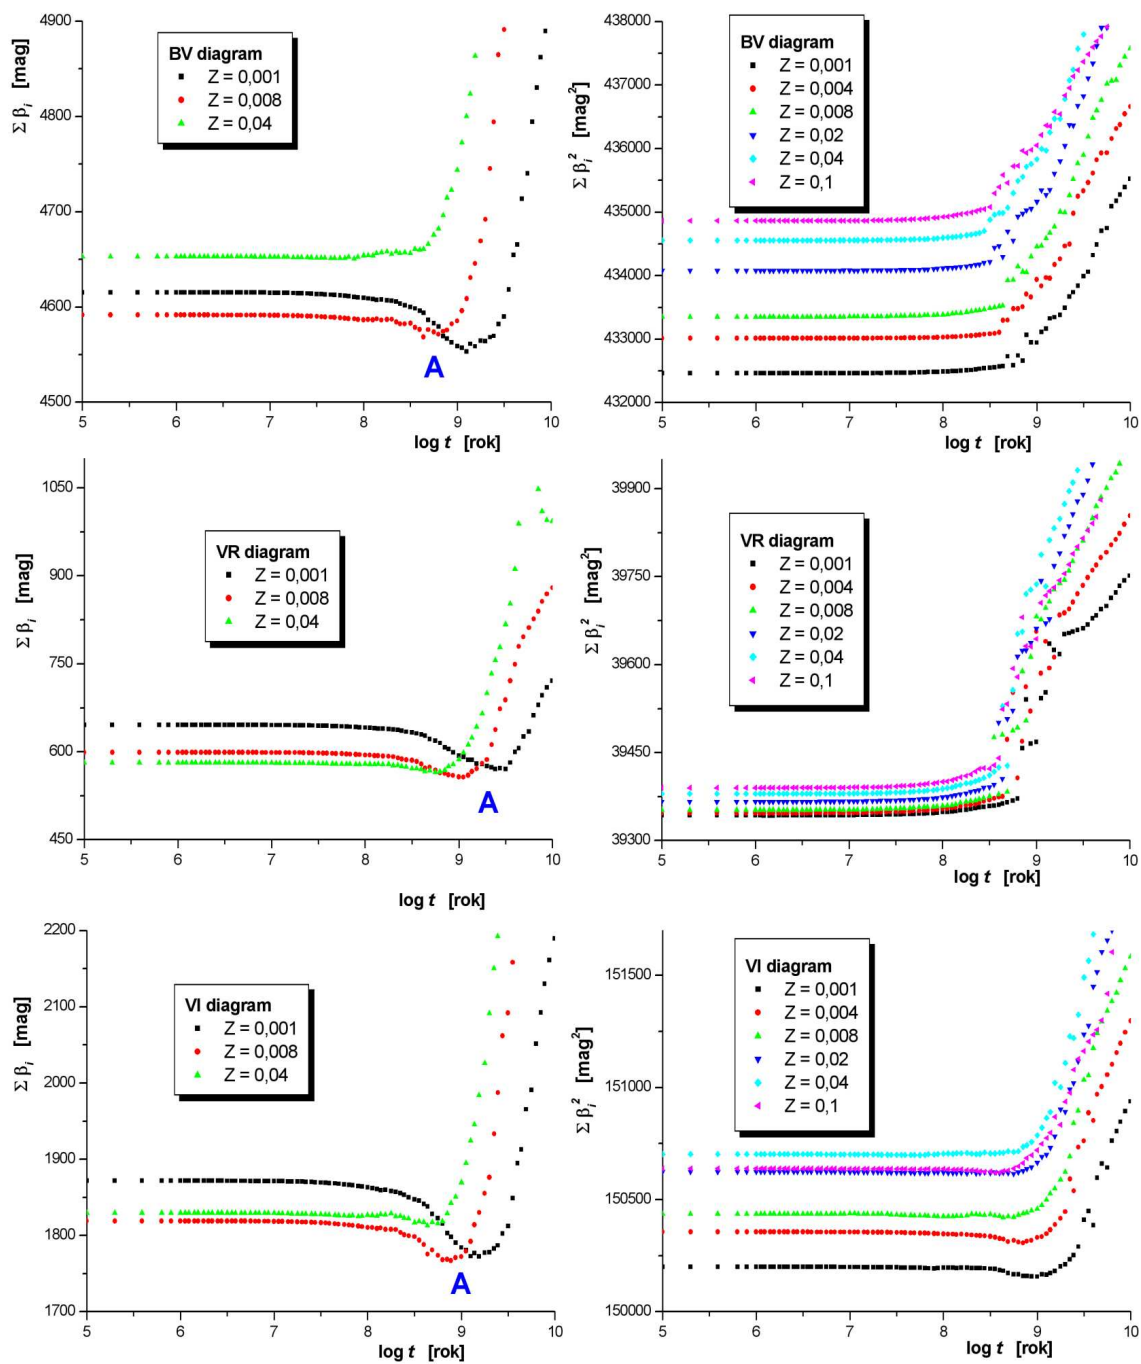 Σ βi [mag]
4900
4800
4700
4600
4500
BV diagram
Z = 0,001
Z = 0,008
Z = 0,04
A
5 6 7 8 9 10
log t [rok]
Σ βi² [mag²]
438000
437000
436000
435000
434000
433000
432000
BV diagram
Z = 0,001
Z = 0,004
Z = 0,008
Z = 0,02
Z = 0,04
Z = 0,1
5 6 7 8 9 10
log t [rok]
Σ βi [mag]
1050
900
750
600
450
VR diagram
Z = 0,001
Z = 0,008
Z = 0,04
A
5 6 7 8 9 10
log t [rok]
Σ βi² [mag²]
39900
39750
39600
39450
39300
VR diagram
Z = 0,001
Z = 0,004
Z = 0,008
Z = 0,02
Z = 0,04
Z = 0,1
5 6 7 8 9 10
log t [rok]
Σ βi [mag]
2200
2100
2000
1900
1800
1700
VI diagram
Z = 0,001
Z = 0,008
Z = 0,04
A
5 6 7 8 9 10
log t [rok]
Σ βi² [mag²]
151500
151000
150500
150000
VI diagram
Z = 0,001
Z = 0,004
Z = 0,008
Z = 0,02
Z = 0,04
Z = 0,1
5 6 7 8 9 10
log t [rok]